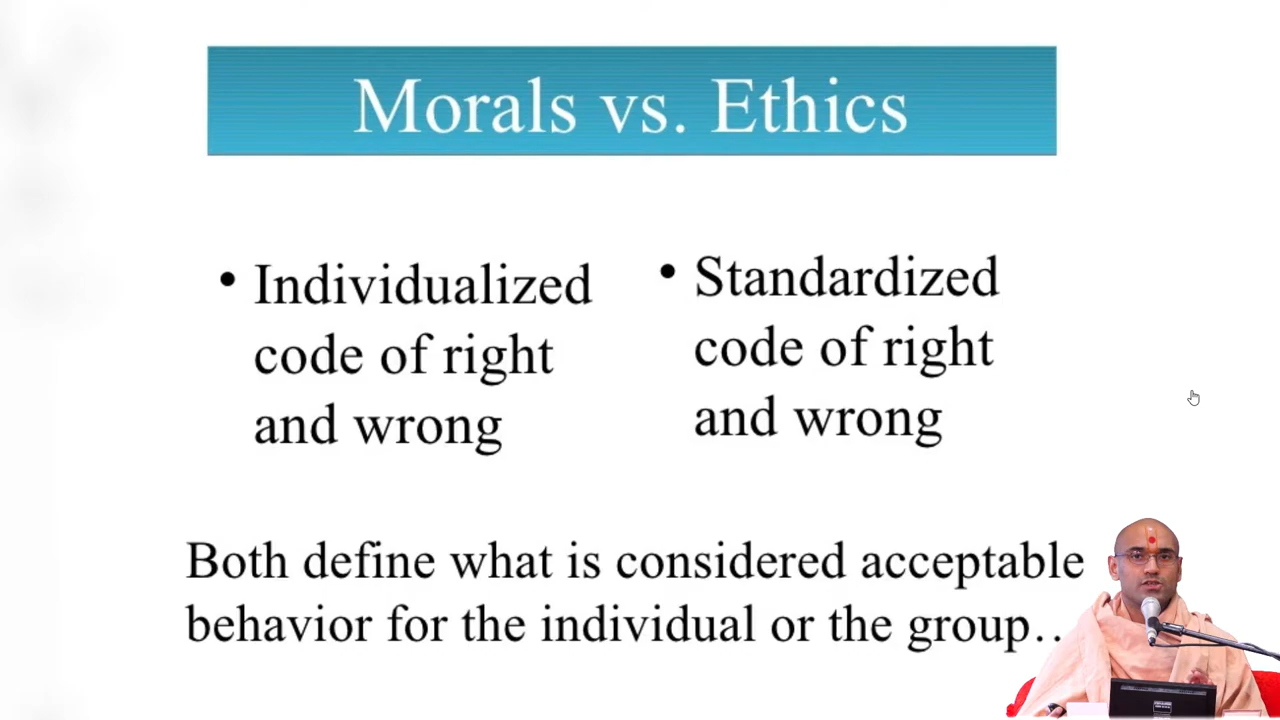 Morals vs. Ethics
• Individualized
code of right
and wrong
• Standardized
code of right
and wrong
Both define what is considered acceptable
behavior for the individual or the group..